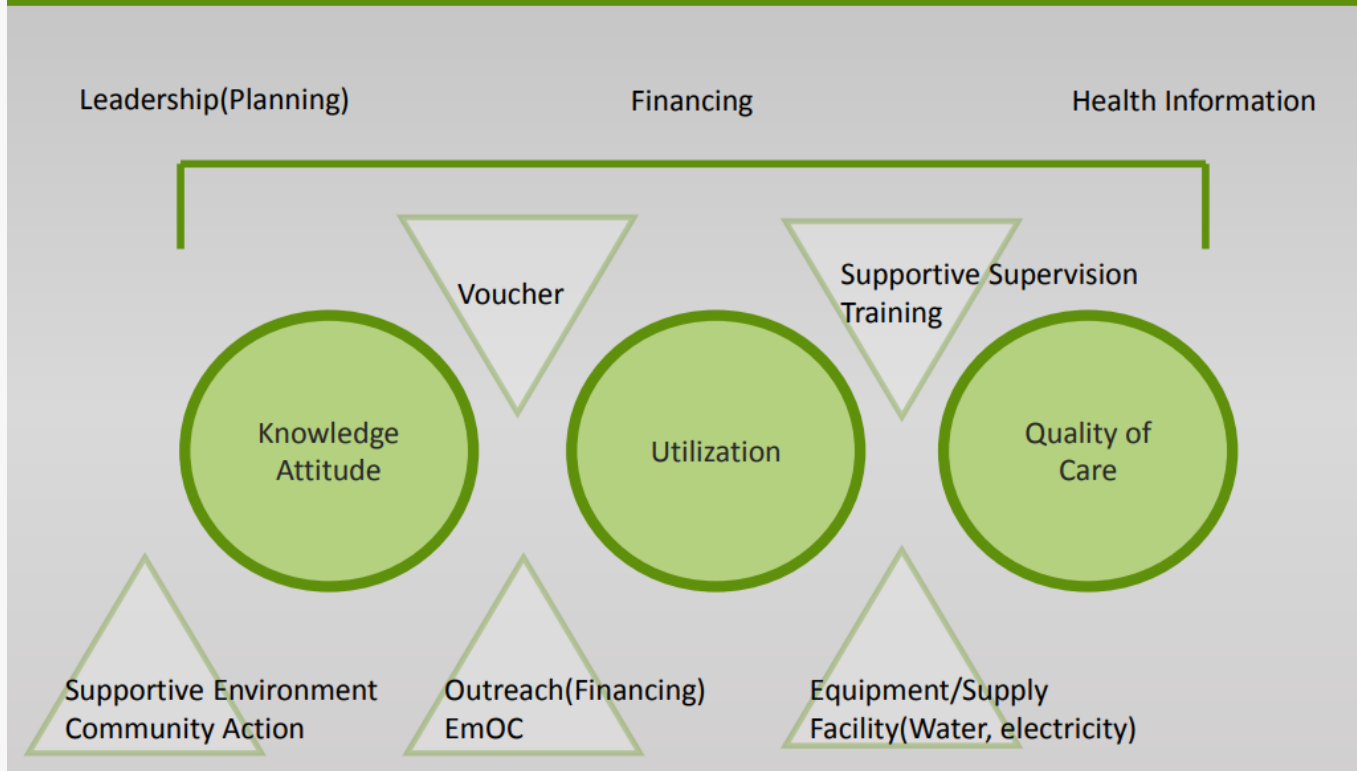 Leadership(Planning)
Financing
Health Information
Voucher
Supportive Supervision
Training
Knowledge
Attitude
Utilization
Quality of
Care
Supportive Environment
Community Action
Outreach(Financing)
EmOC
Equipment/Supply
Facility(Water, electricity)